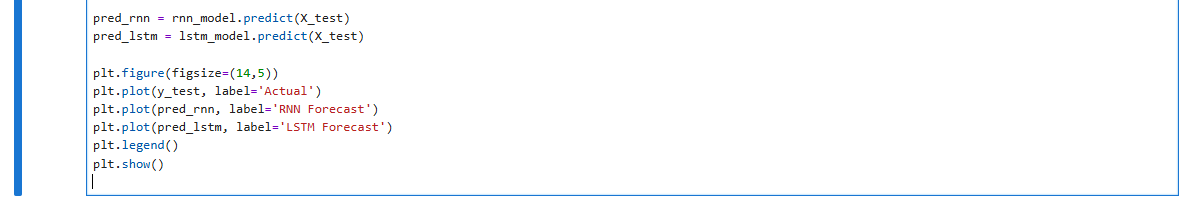 pred_rnn = rnn_model.predict(X_test)
pred_lstm = lstm_model.predict(X_test)
plt.figure(figsize=(14,5))
plt.plot(y_test, label='Actual')
plt.plot(pred_rnn, label='RNN Forecast')
plt.plot(pred_lstm, label='LSTM Forecast')
plt.legend()
plt.show()